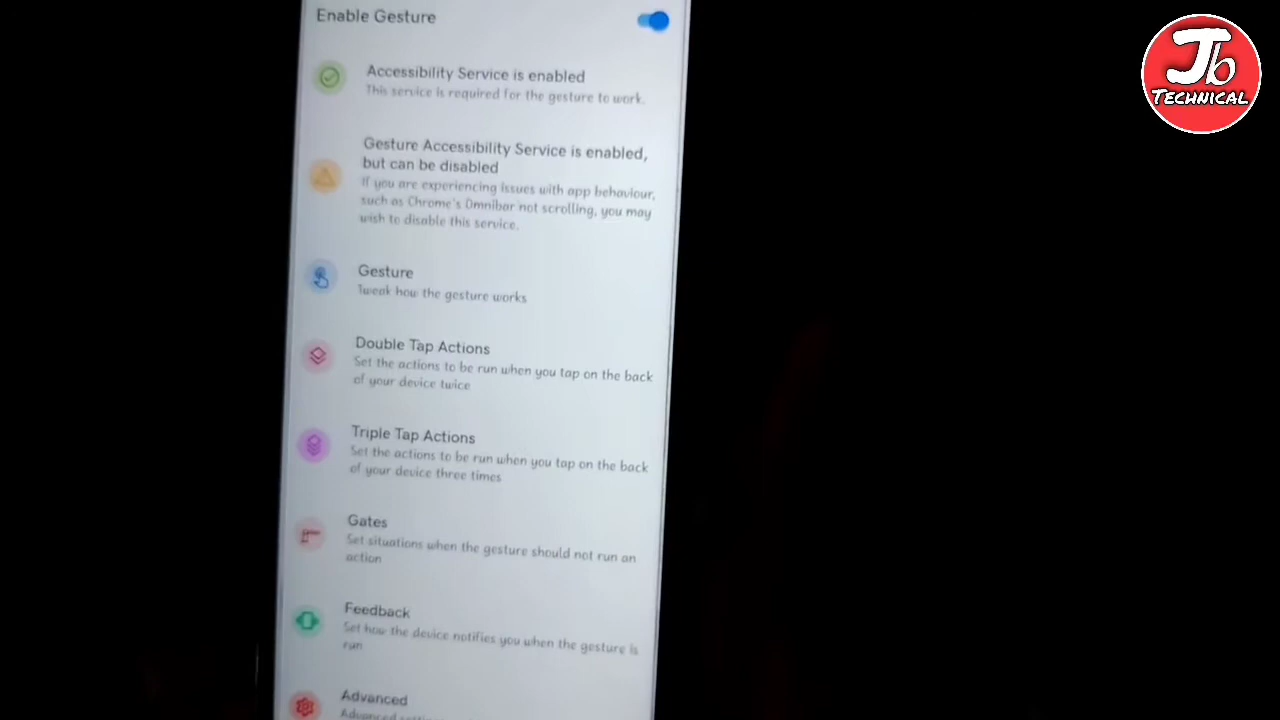 Enable Gesture
Accessibility Service is enabled
This service is required for the gesture to work.
Gesture Accessibility Service is enabled,
but can be disabled
If you are experiencing issues with app behaviour,
such as Chrome's Omnibar not scrolling, you may
wish to disable this service.
Gesture
Tweak how the gesture works
Double Tap Actions
Set the actions to be run when you tap on the back
of your device twice
Triple Tap Actions
Set the actions to be run when you tap on the back
of your device three times
Gates
Set situations when the gesture should not run an
action
Feedback
Set how the device notifies you when the gesture is
run
Advanced
Advanced
Jb
TECHNICAL